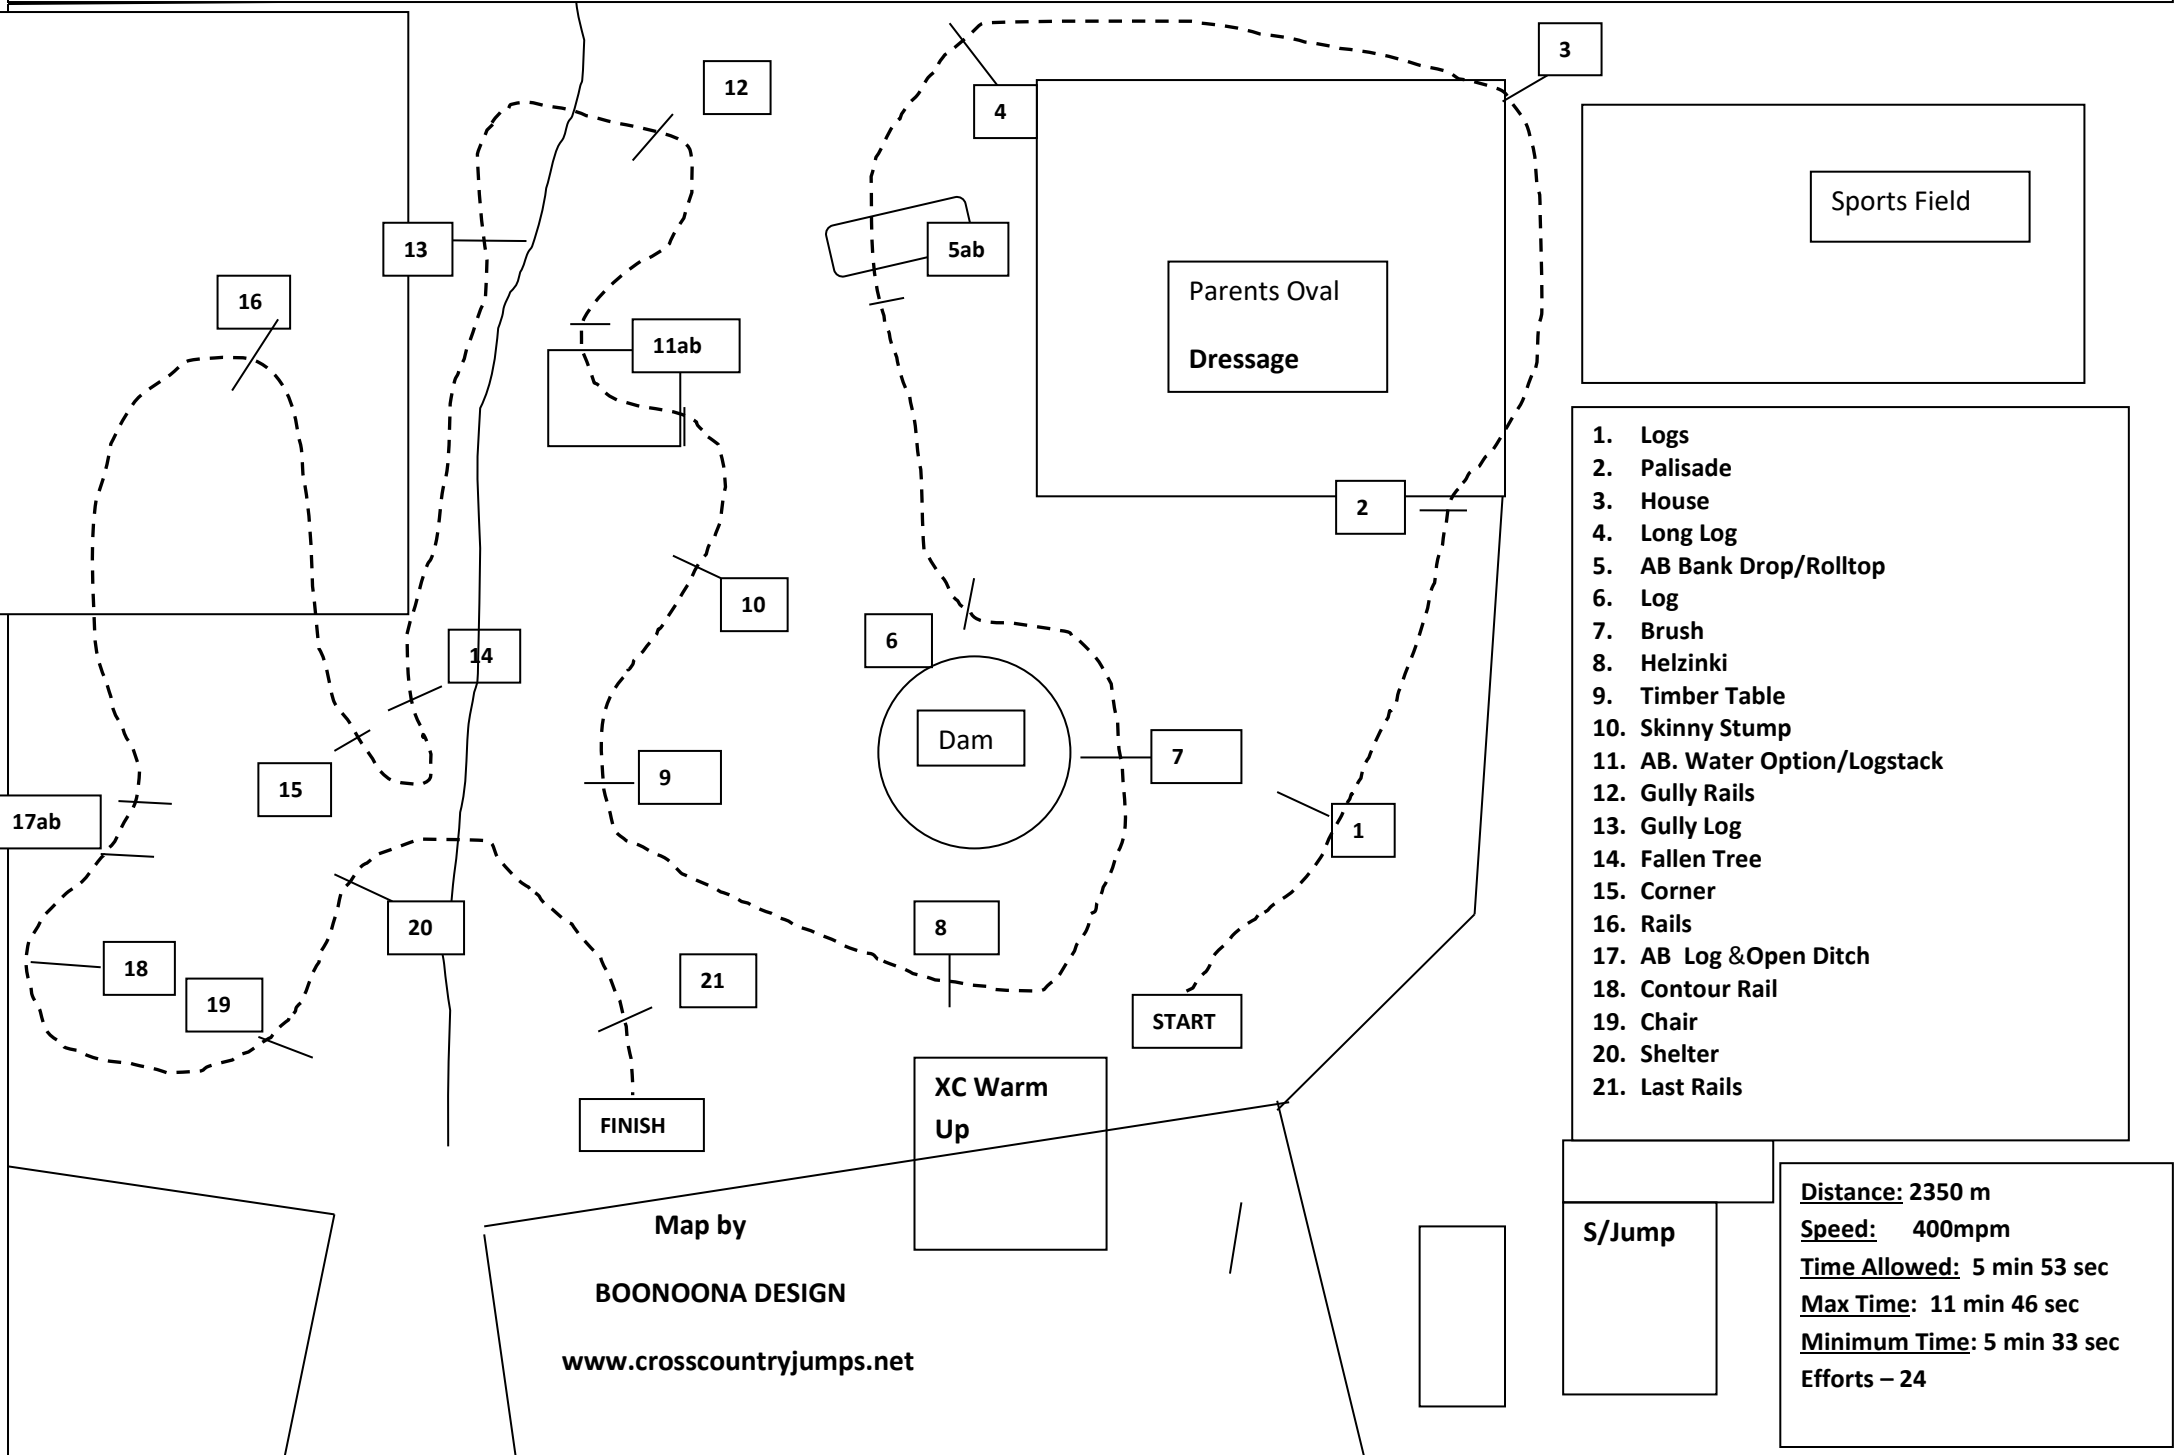 3
12
4
Sports Field
13
5ab
16
Parents Oval
Dressage
11ab
2
10
6
14
Dam
7
9
15
17ab
1
8
20
18
19
21
START
XC Warm
Up
FINISH
1. Logs
2. Palisade
3. House
4. Long Log
5. AB Bank Drop/Rolltop
6. Log
7. Brush
8. Helzinki
9. Timber Table
10. Skinny Stump
11. AB. Water Option/Logstack
12. Gully Rails
13. Gully Log
14. Fallen Tree
15. Corner
16. Rails
17. AB Log &Open Ditch
18. Contour Rail
19. Chair
20. Shelter
21. Last Rails
Map by
BOONOONA DESIGN
www.crosscountryjumps.net
S/Jump
Distance: 2350 m
Speed: 400mpm
Time Allowed: 5 min 53 sec
Max Time: 11 min 46 sec
Minimum Time: 5 min 33 sec
Efforts – 24